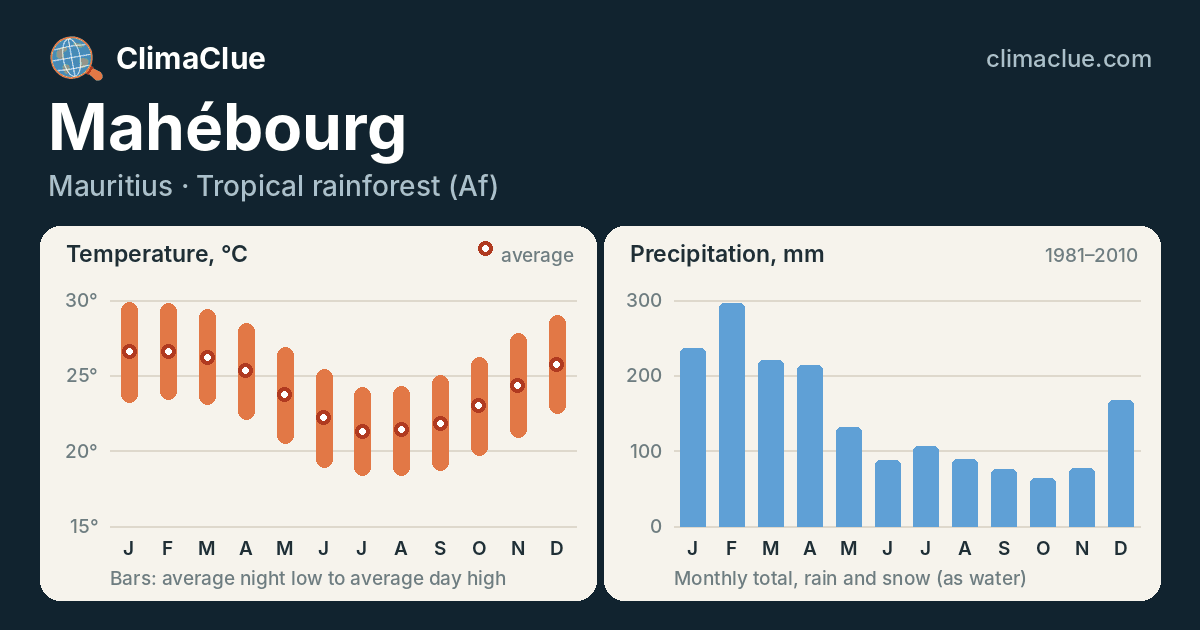 ClimaClue
climaclue.com
Mahébourg
Mauritius · Tropical rainforest (Af)
Temperature, °C
average
30°
25°
20°
15°
J F M A M J J A S O N D
Bars: average night low to average day high
Precipitation, mm
1981–2010
300
200
100
0
J F M A M J J A S O N D
Monthly total, rain and snow (as water)